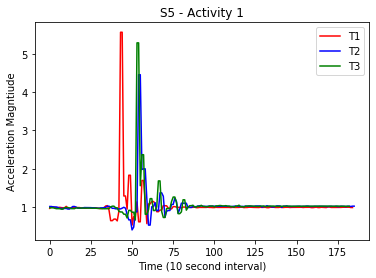 S5 - Activity 1
T1
T2
T3
Acceleration Magntiude
5
4
3
2
1
0
25
50
75
100
125
150
175
Time (10 second interval)